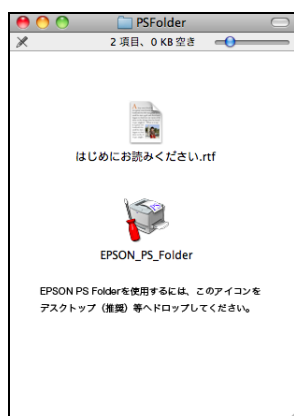 PSFolder
2 項目、0 KB 空き
はじめにお読みください.rtf
EPSON_PS_Folder
EPSON PS Folderを使用するには、このアイコンを
デスクトップ（推奨）等へドロップしてください。